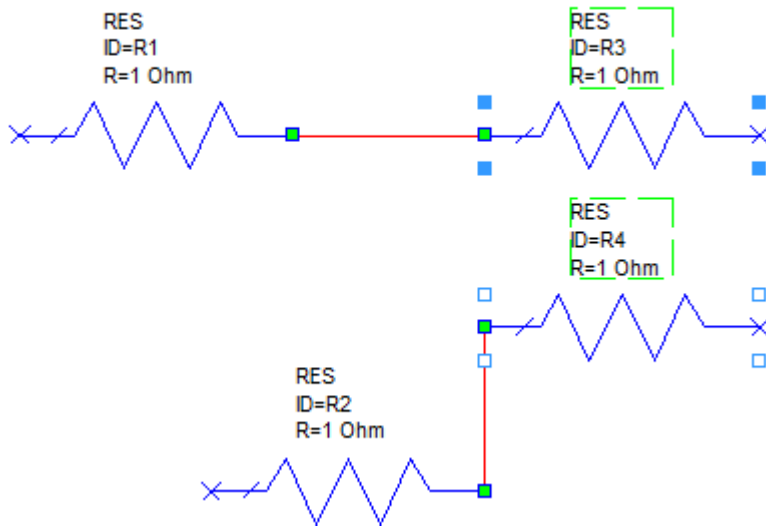 RES
ID=R1
R=1 Ohm
RES
ID=R3
R=1 Ohm
RES
ID=R4
R=1 Ohm
RES
ID=R2
R=1 Ohm